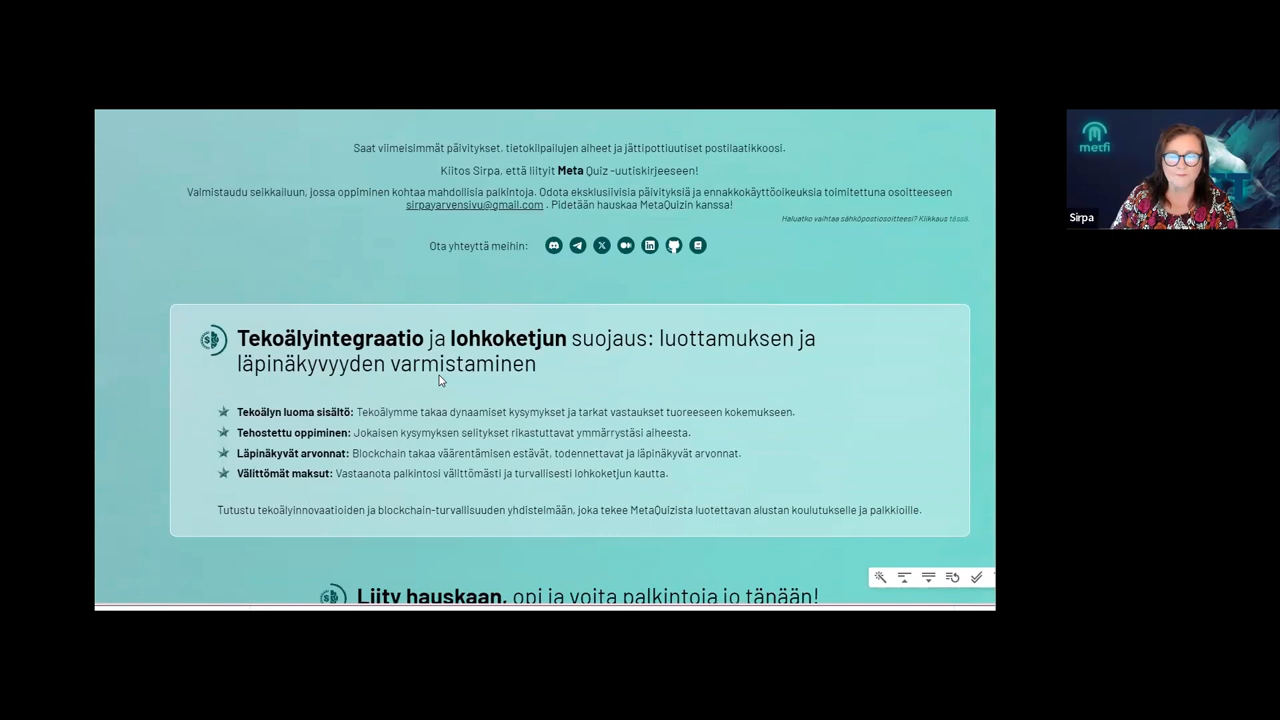 Saat viimeisimmät päivitykset, tietokilpailujen aiheet ja jättipottiuutiset postilaatikkoosi.
Kiitos Sirpa, että liityit Meta Quiz -uutiskirjeeseen!
Valmistaudu seikkailuun, jossa oppiminen kohtaa mahdollisia palkintoja. Odota eksklusiivisia päivityksiä ja ennakkokäyttöoikeuksia toimitettuna osoitteeseen
sirpayarvensivu@gmail.com . Pidetään hauskaa MetaQuizin kanssa!
Haluatko vaihtaa sähköpostiosoitteesi? Klikkaus tässä.
Ota yhteyttä meihin:
Tekoälyintegraatio ja lohkoketjun suojaus: luottamuksen ja
läpinäkyvyyden varmistaminen
Tekoälyn luoma sisältö: Tekoälymme takaa dynaamiset kysymykset ja tarkat vastaukset tuoreeseen kokemukseen.
Tehostettu oppiminen: Jokaisen kysymyksen selitykset rikastuttavat ymmärrystäsi aiheesta.
Läpinäkyvät arvonnat: Blockchain takaa väärentämisen estävät, todennettavat ja läpinäkyvät arvonnat.
Välittömät maksut: Vastaanota palkintosi välittömästi ja turvallisesti lohkoketjun kautta.
Tutustu tekoälyinnovaatioiden ja blockchain-turvallisuuden yhdistelmään, joka tekee MetaQuizista luotettavan alustan koulutukselle ja palkkioille.
Liity hauskaan, opi ja voita palkintoja jo tänään!
metfi
Sirpa